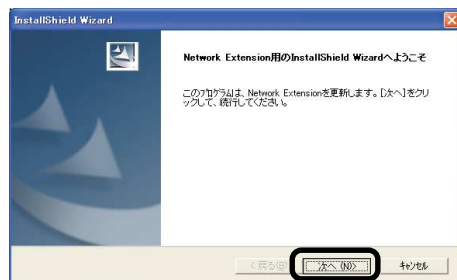 InstallShield Wizard
Network Extension用のInstallShield Wizardへようこそ
このプログラムは、Network Extensionを更新します。[次へ]をクリ
ックして、続行してください。
< 戻る(B)
次へ(N)>
キャンセル